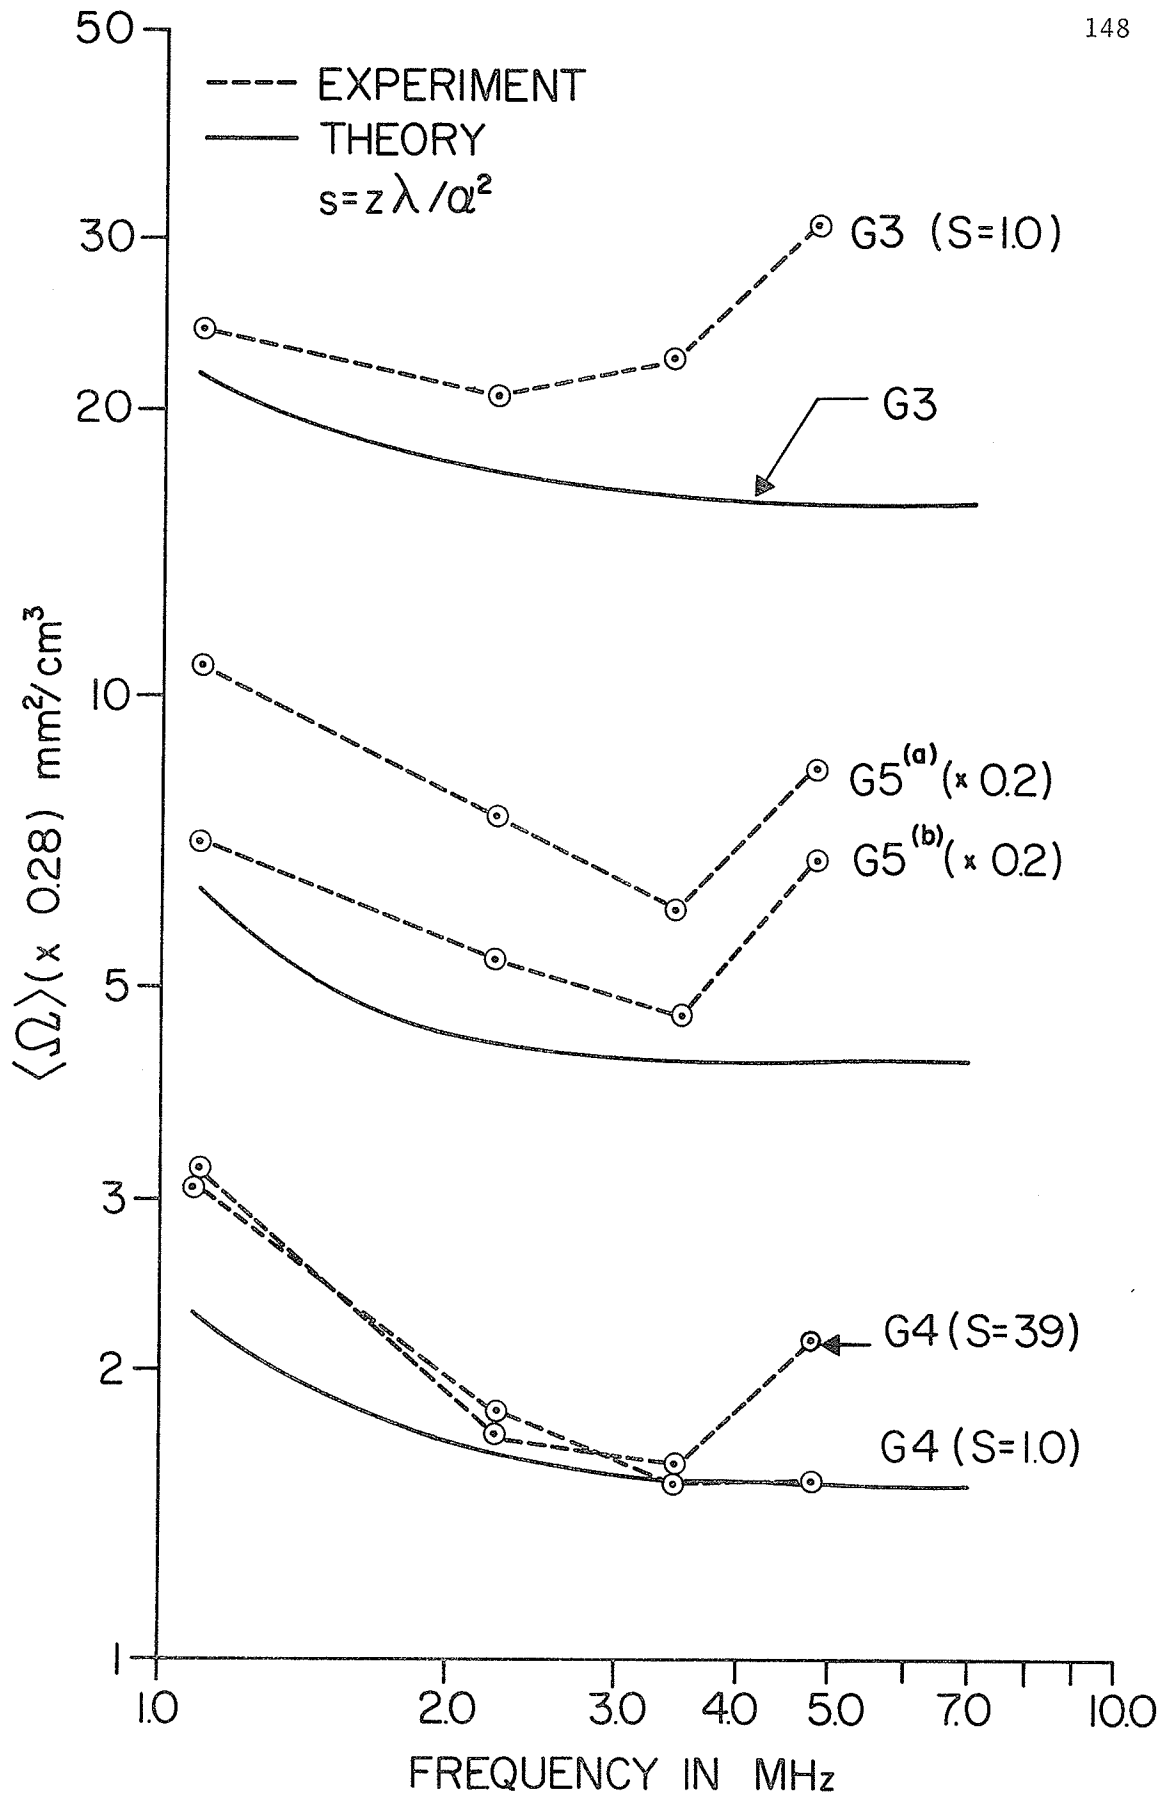 148
50
EXPERIMENT
THEORY
s=zλ/α²
30
G3 (S=1.0)
20
G3
10
G5(a) (x 0.2)
G5(b) (x 0.2)
5
⟨Ω⟩(x 0.28) mm²/cm³
3
G4 (S=39)
2
G4 (S=1.0)
1
1.0 2.0 3.0 4.0 5.0 7.0 10.0
FREQUENCY IN MHz